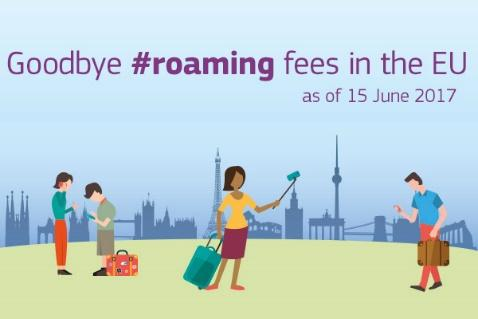 Goodbye #roaming fees in the EU
as of 15 June 2017